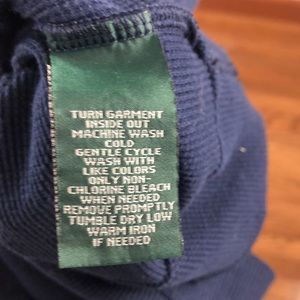 TURN GARMENT
INSIDE OUT
MACHINE WASH
COLD
GENTLE CYCLE
WASH WITH
LIKE COLORS
ONLY NON-
CHLORINE BLEACH
WHEN NEEDED
REMOVE PROMPTLY
TUMBLE DRY LOW
WARM IRON
IF NEEDED